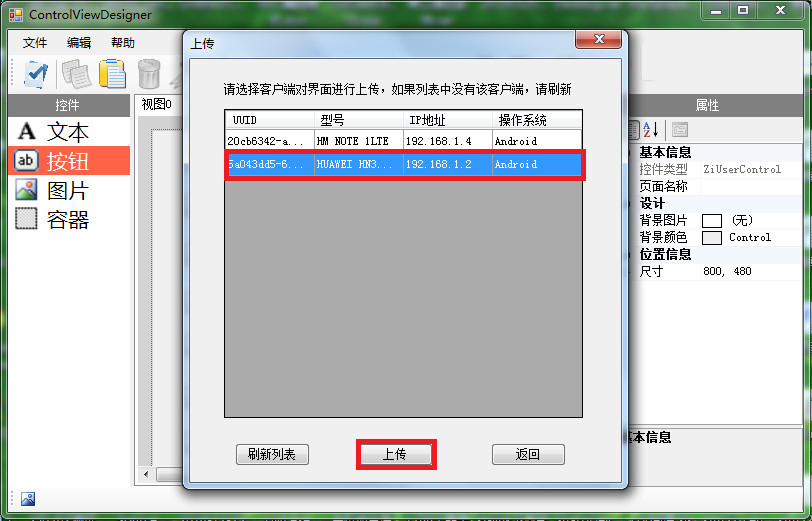 ControlViewDesigner
文件 编辑 帮助
控件
A 文本
ab 按钮
图片
容器
视图0
上传
请选择客户端对界面进行上传，如果列表中没有该客户端，请刷新
UUID 型号 IP地址 操作系统
20cb6342-a... HM NOTE 1LTE 192.168.1.4 Android
5a043dd5-6... HUAWEI HN3... 192.168.1.2 Android
刷新列表 上传 返回
属性
基本信息
控件类型 ZiUserControl
页面名称
设计
背景图片 (无)
背景颜色 Control
位置信息
尺寸 800, 480
基本信息